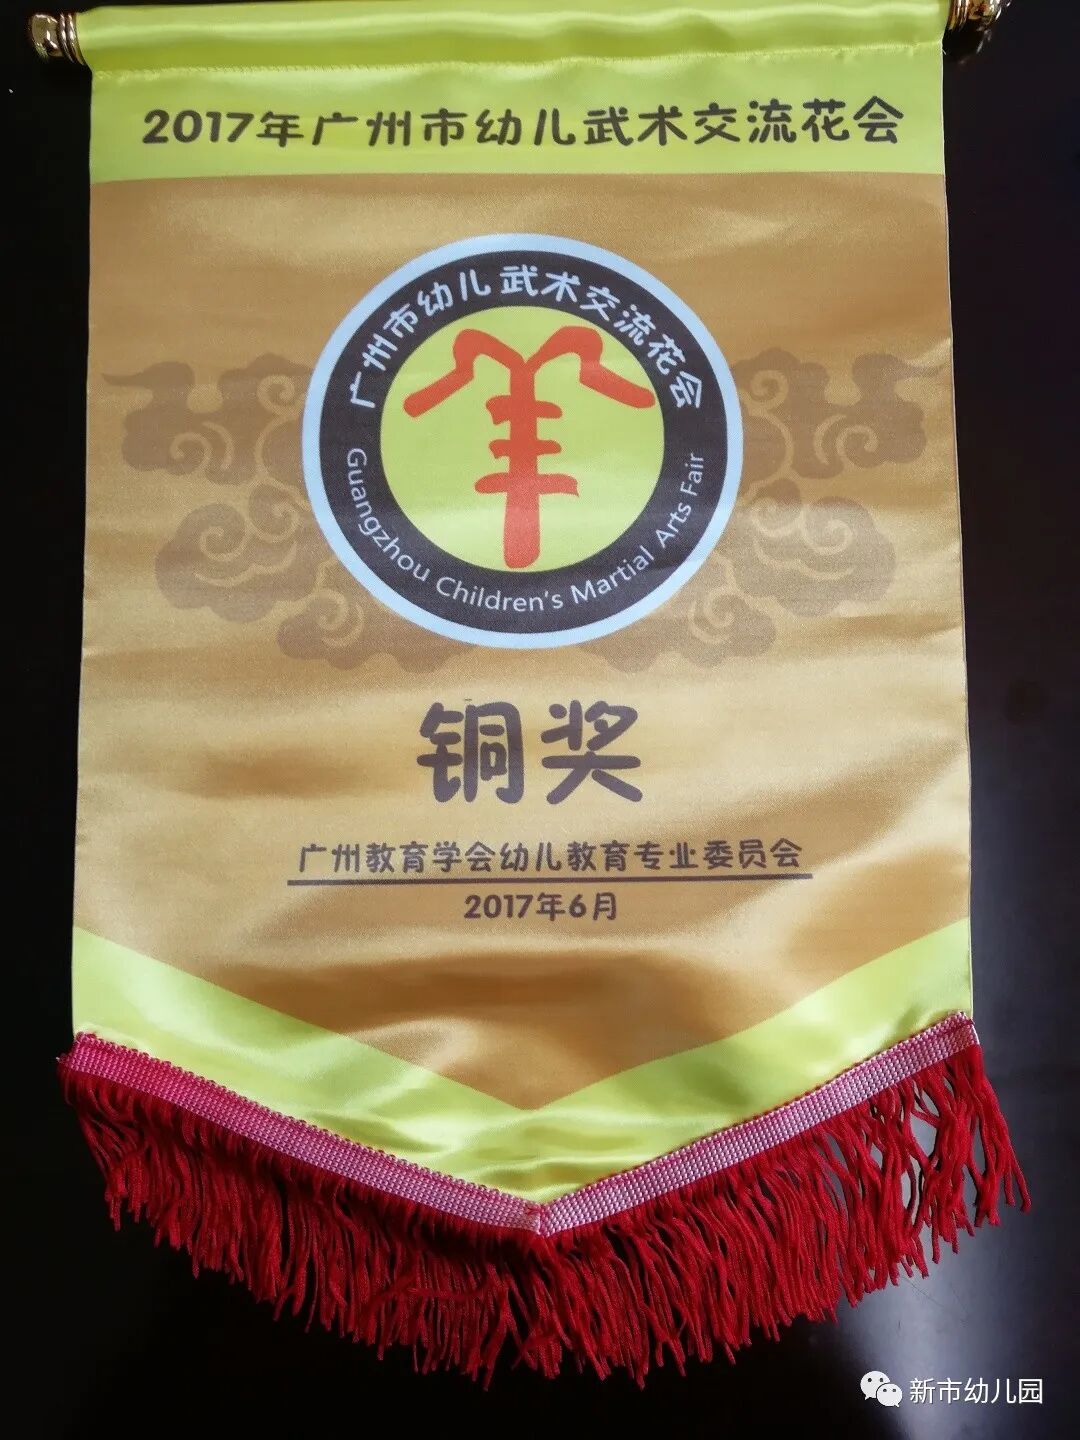 2017年广州市幼儿武术交流花会
广州市幼儿武术交流花会
羊
Guangzhou Children's Martial Arts Fair
铜奖
广州教育学会幼儿教育专业委员会
2017年6月
新市幼儿园